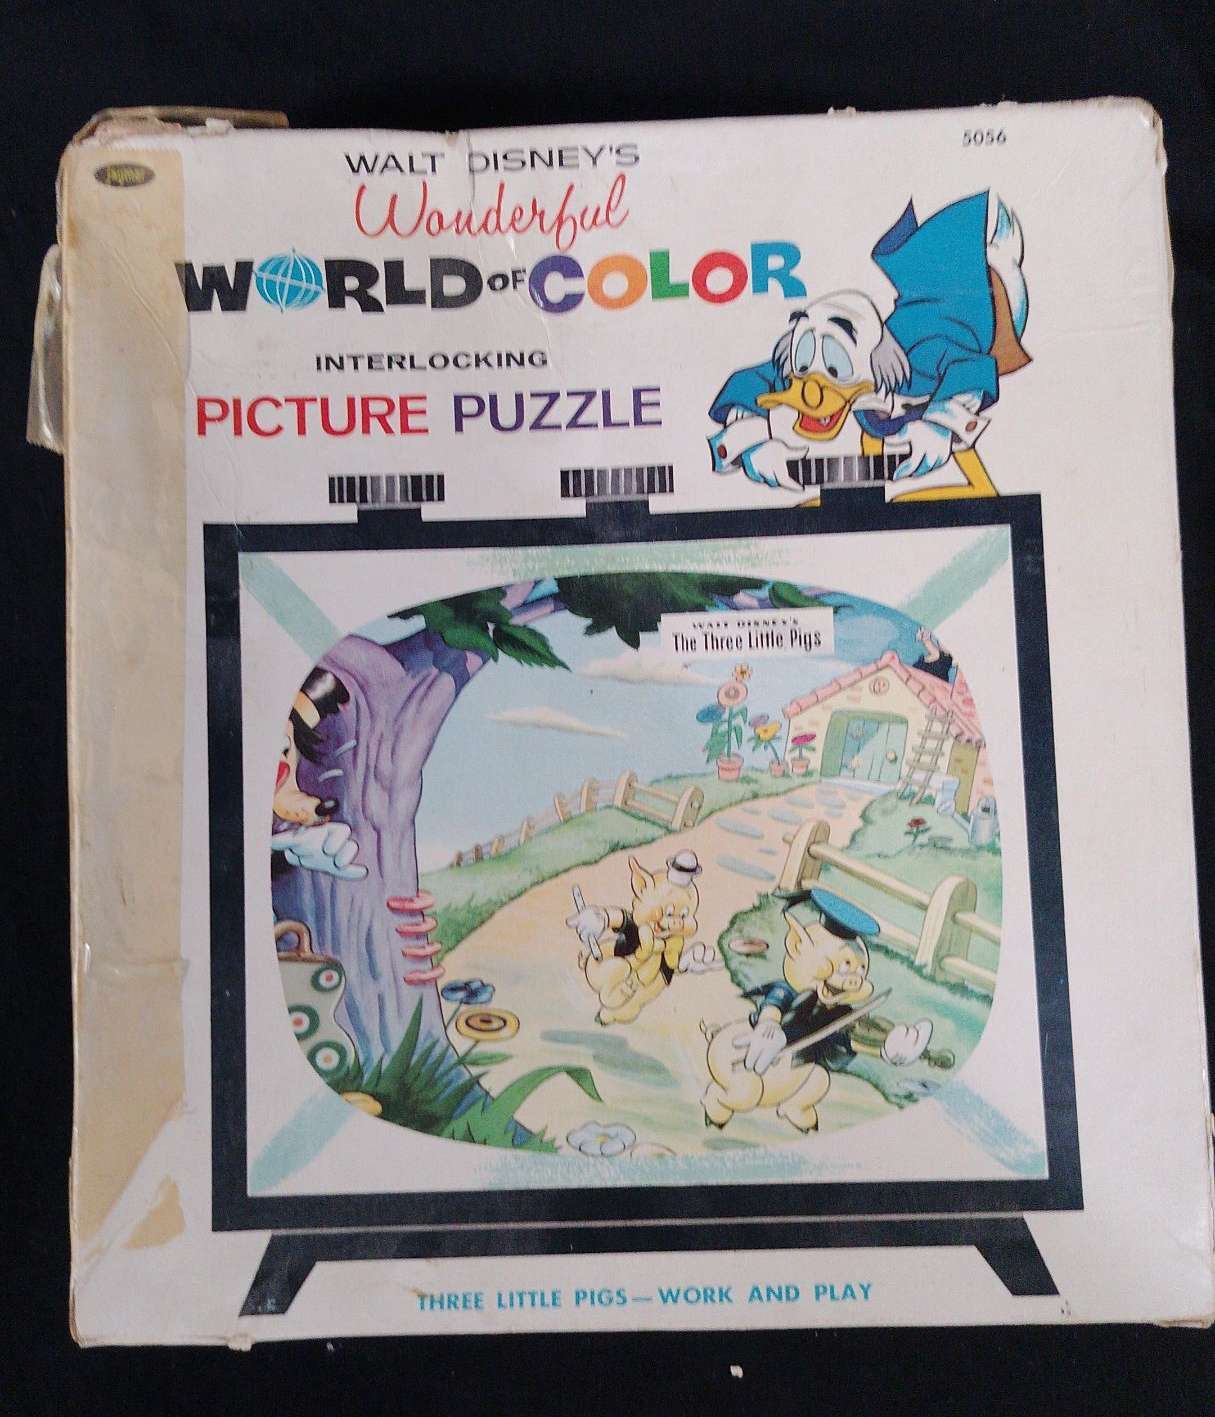 Jaymar
5056
WALT DISNEY'S
Wonderful
WORLD OF COLOR
INTERLOCKING
PICTURE PUZZLE
WALT DISNEY'S
The Three Little Pigs
THREE LITTLE PIGS—WORK AND PLAY